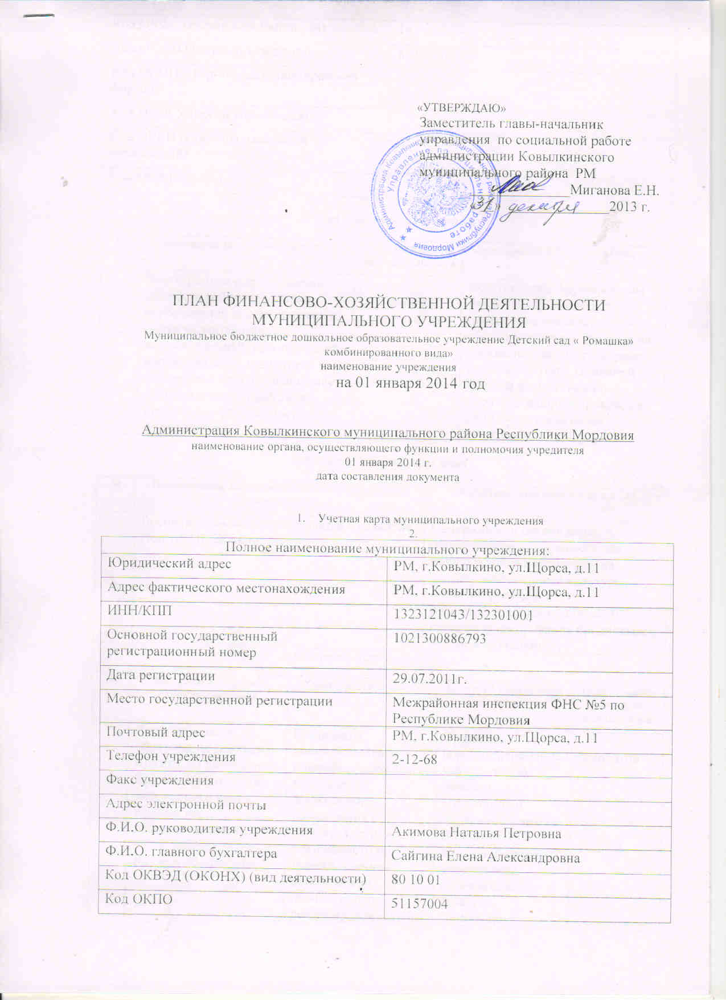 «УТВЕРЖДАЮ»
Заместитель главы-начальник
управления по социальной работе
администрации Ковылкинского
муниципального района РМ
Миганова Е.Н.
«31» декабря 2013 г.
Администрация Ковылкинского муниципального района Республики Мордовия
Управление по социальной работе
ПЛАН ФИНАНСОВО-ХОЗЯЙСТВЕННОЙ ДЕЯТЕЛЬНОСТИ
МУНИЦИПАЛЬНОГО УЧРЕЖДЕНИЯ
Муниципальное бюджетное дошкольное образовательное учреждение Детский сад « Ромашка»
комбинированного вида»
наименование учреждения
на 01 января 2014 год
Администрация Ковылкинского муниципального района Республики Мордовия
наименование органа, осуществляющего функции и полномочия учредителя
01 января 2014 г.
дата составления документа
1. Учетная карта муниципального учреждения
2.
Полное наименование муниципального учреждения:
Юридический адрес РМ, г.Ковылкино, ул.Щорса, д.11
Адрес фактического местонахождения РМ, г.Ковылкино, ул.Щорса, д.11
ИНН/КПП 1323121043/132301001
Основной государственный 1021300886793
регистрационный номер
Дата регистрации 29.07.2011г.
Место государственной регистрации Межрайонная инспекция ФНС №5 по
Республике Мордовия
Почтовый адрес РМ, г.Ковылкино, ул.Щорса, д.11
Телефон учреждения 2-12-68
Факс учреждения
Адрес электронной почты
Ф.И.О. руководителя учреждения Акимова Наталья Петровна
Ф.И.О. главного бухгалтера Сайгина Елена Александровна
Код ОКВЭД (ОКОНХ) (вид деятельности) 80 10 01
Код ОКПО 51157004